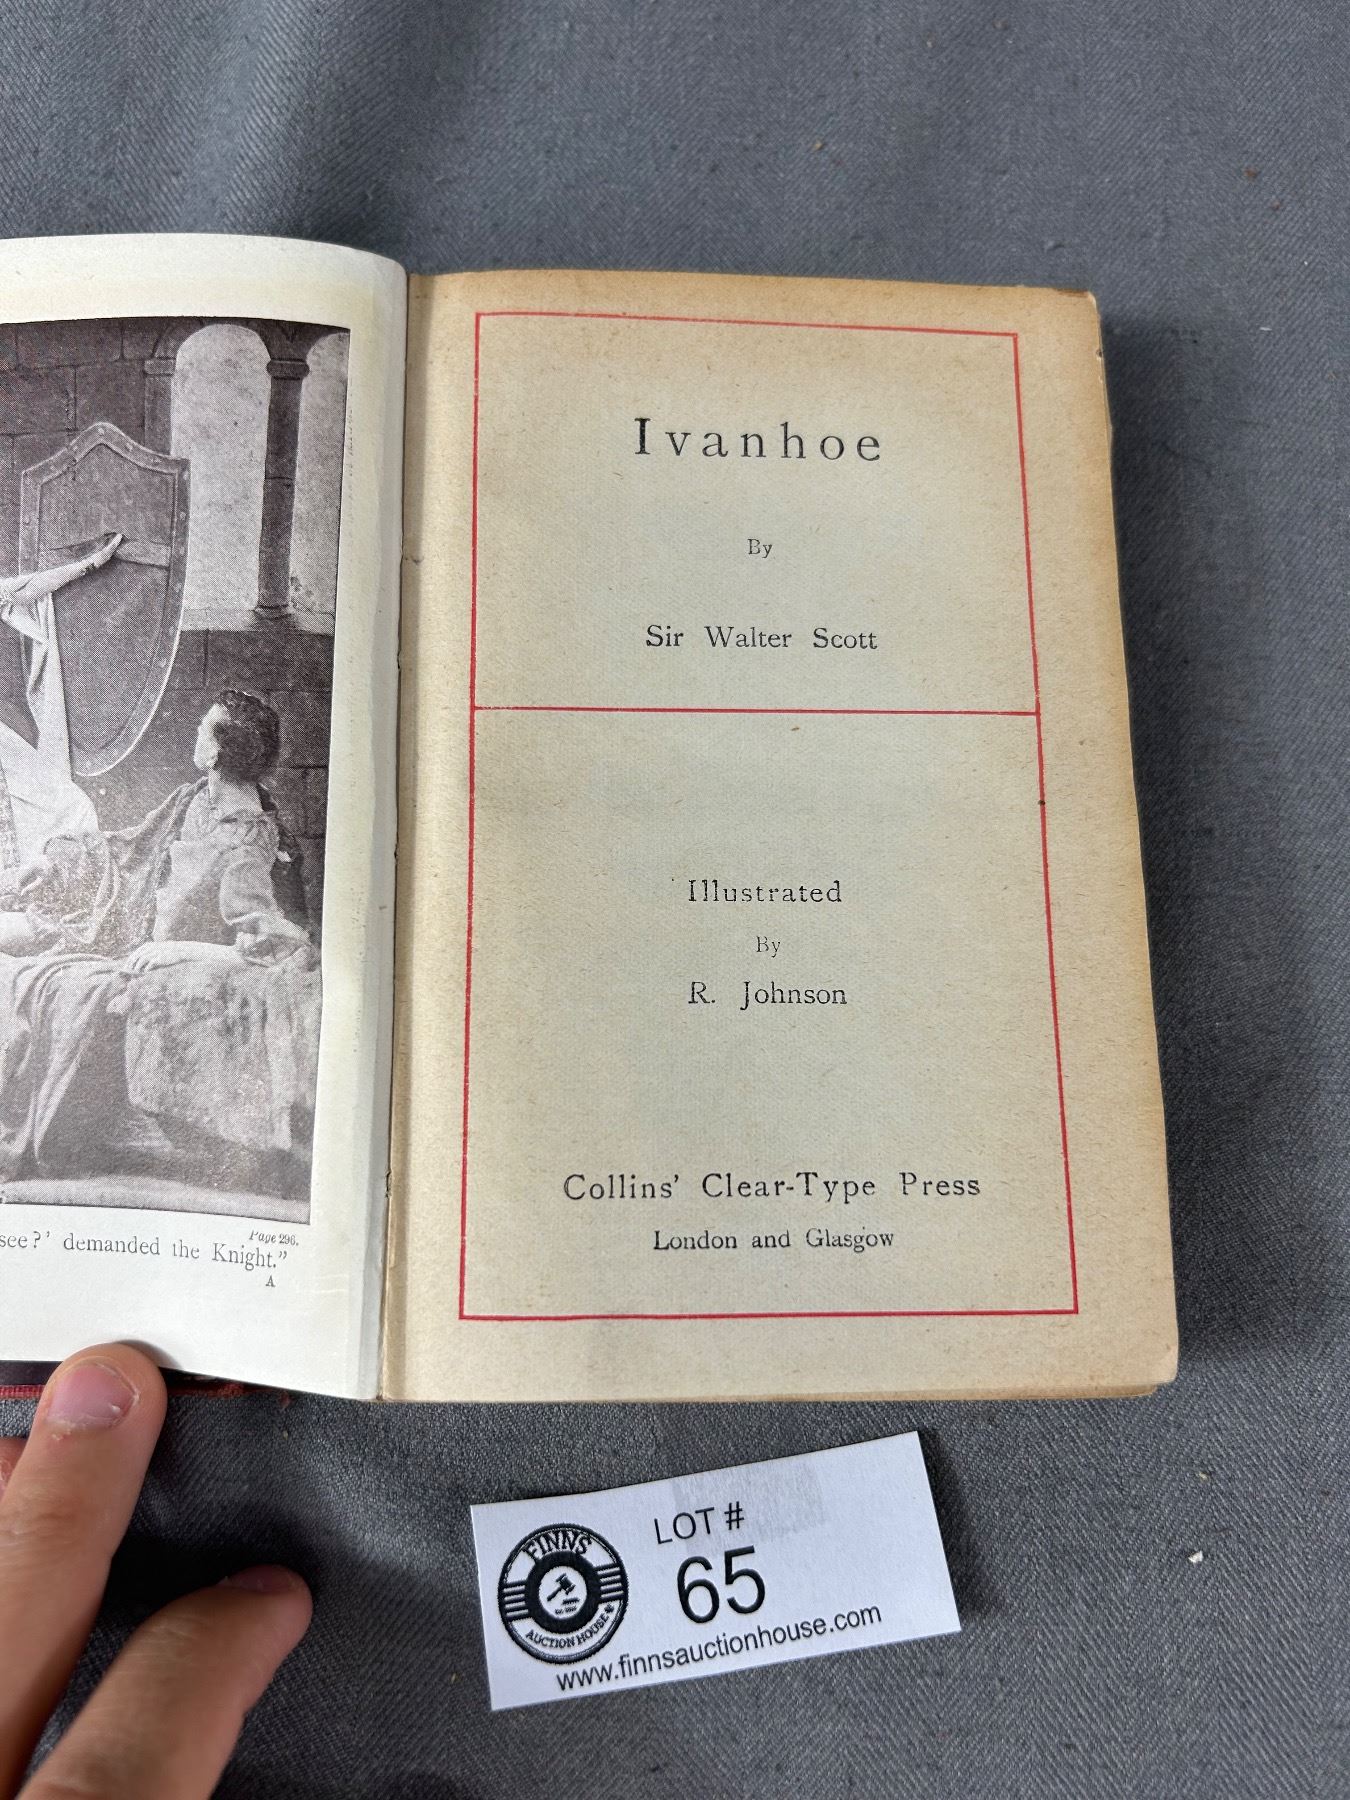 Page 296.
see?' demanded the Knight."
A
Ivanhoe
By
Sir Walter Scott
Illustrated
By
R. Johnson
Collins' Clear-Type Press
London and Glasgow
FINNS
AUCTION HOUSE
LOT #
65
www.finnsauctionhouse.com